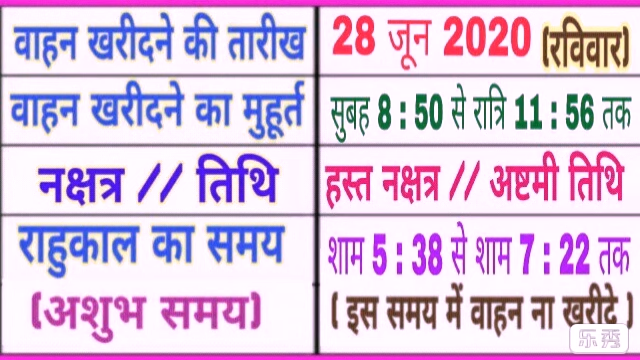 वाहन खरीदने की तारीख 28 जून 2020 (रविवार)
वाहन खरीदने का मुहूर्त सुबह 8 : 50 से रात्रि 11 : 56 तक
नक्षत्र // तिथि हस्त नक्षत्र // अष्टमी तिथि
राहुकाल का समय शाम 5 : 38 से शाम 7 : 22 तक
(अशुभ समय) ( इस समय में वाहन ना खरीदे )
乐秀